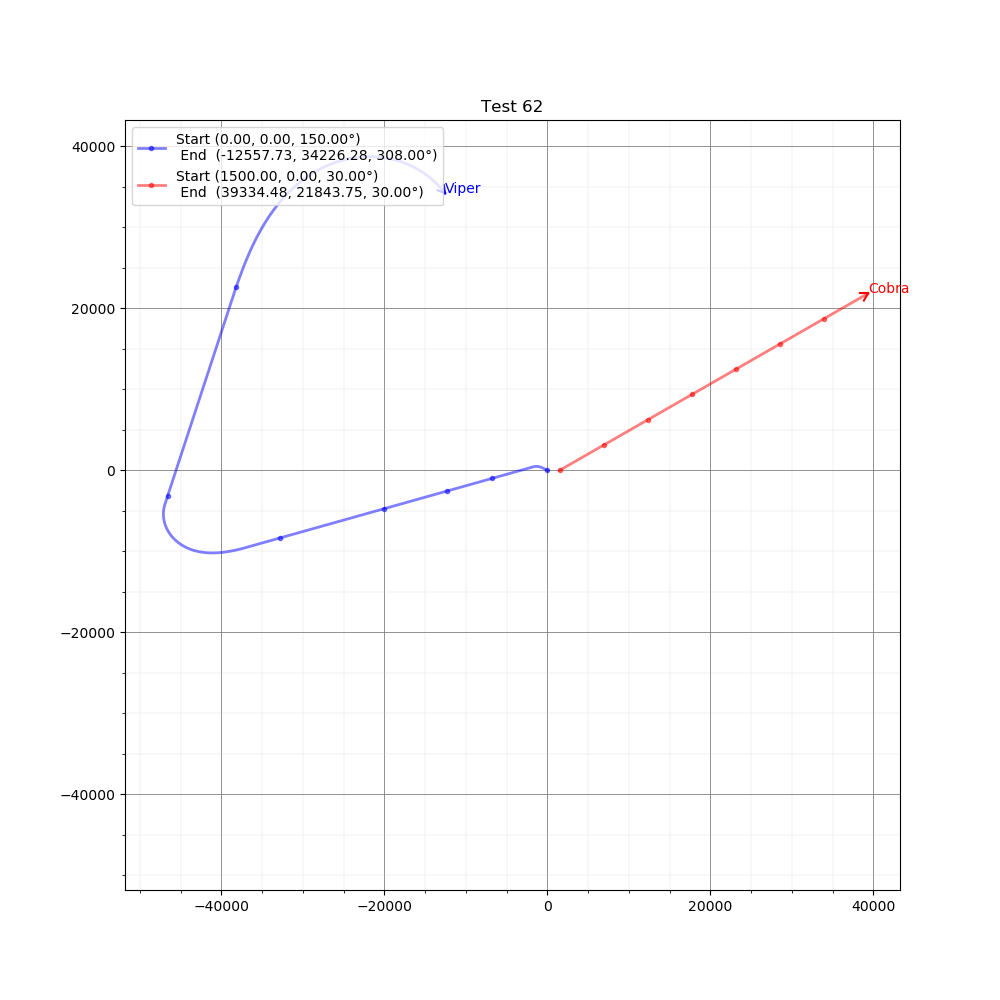 Test 62
Start (0.00, 0.00, 150.00°)
End (-12557.73, 34226.28, 308.00°)
Start (1500.00, 0.00, 30.00°)
End (39334.48, 21843.75, 30.00°)
Viper
Cobra
40000
20000
0
−20000
−40000
−40000
−20000
0
20000
40000